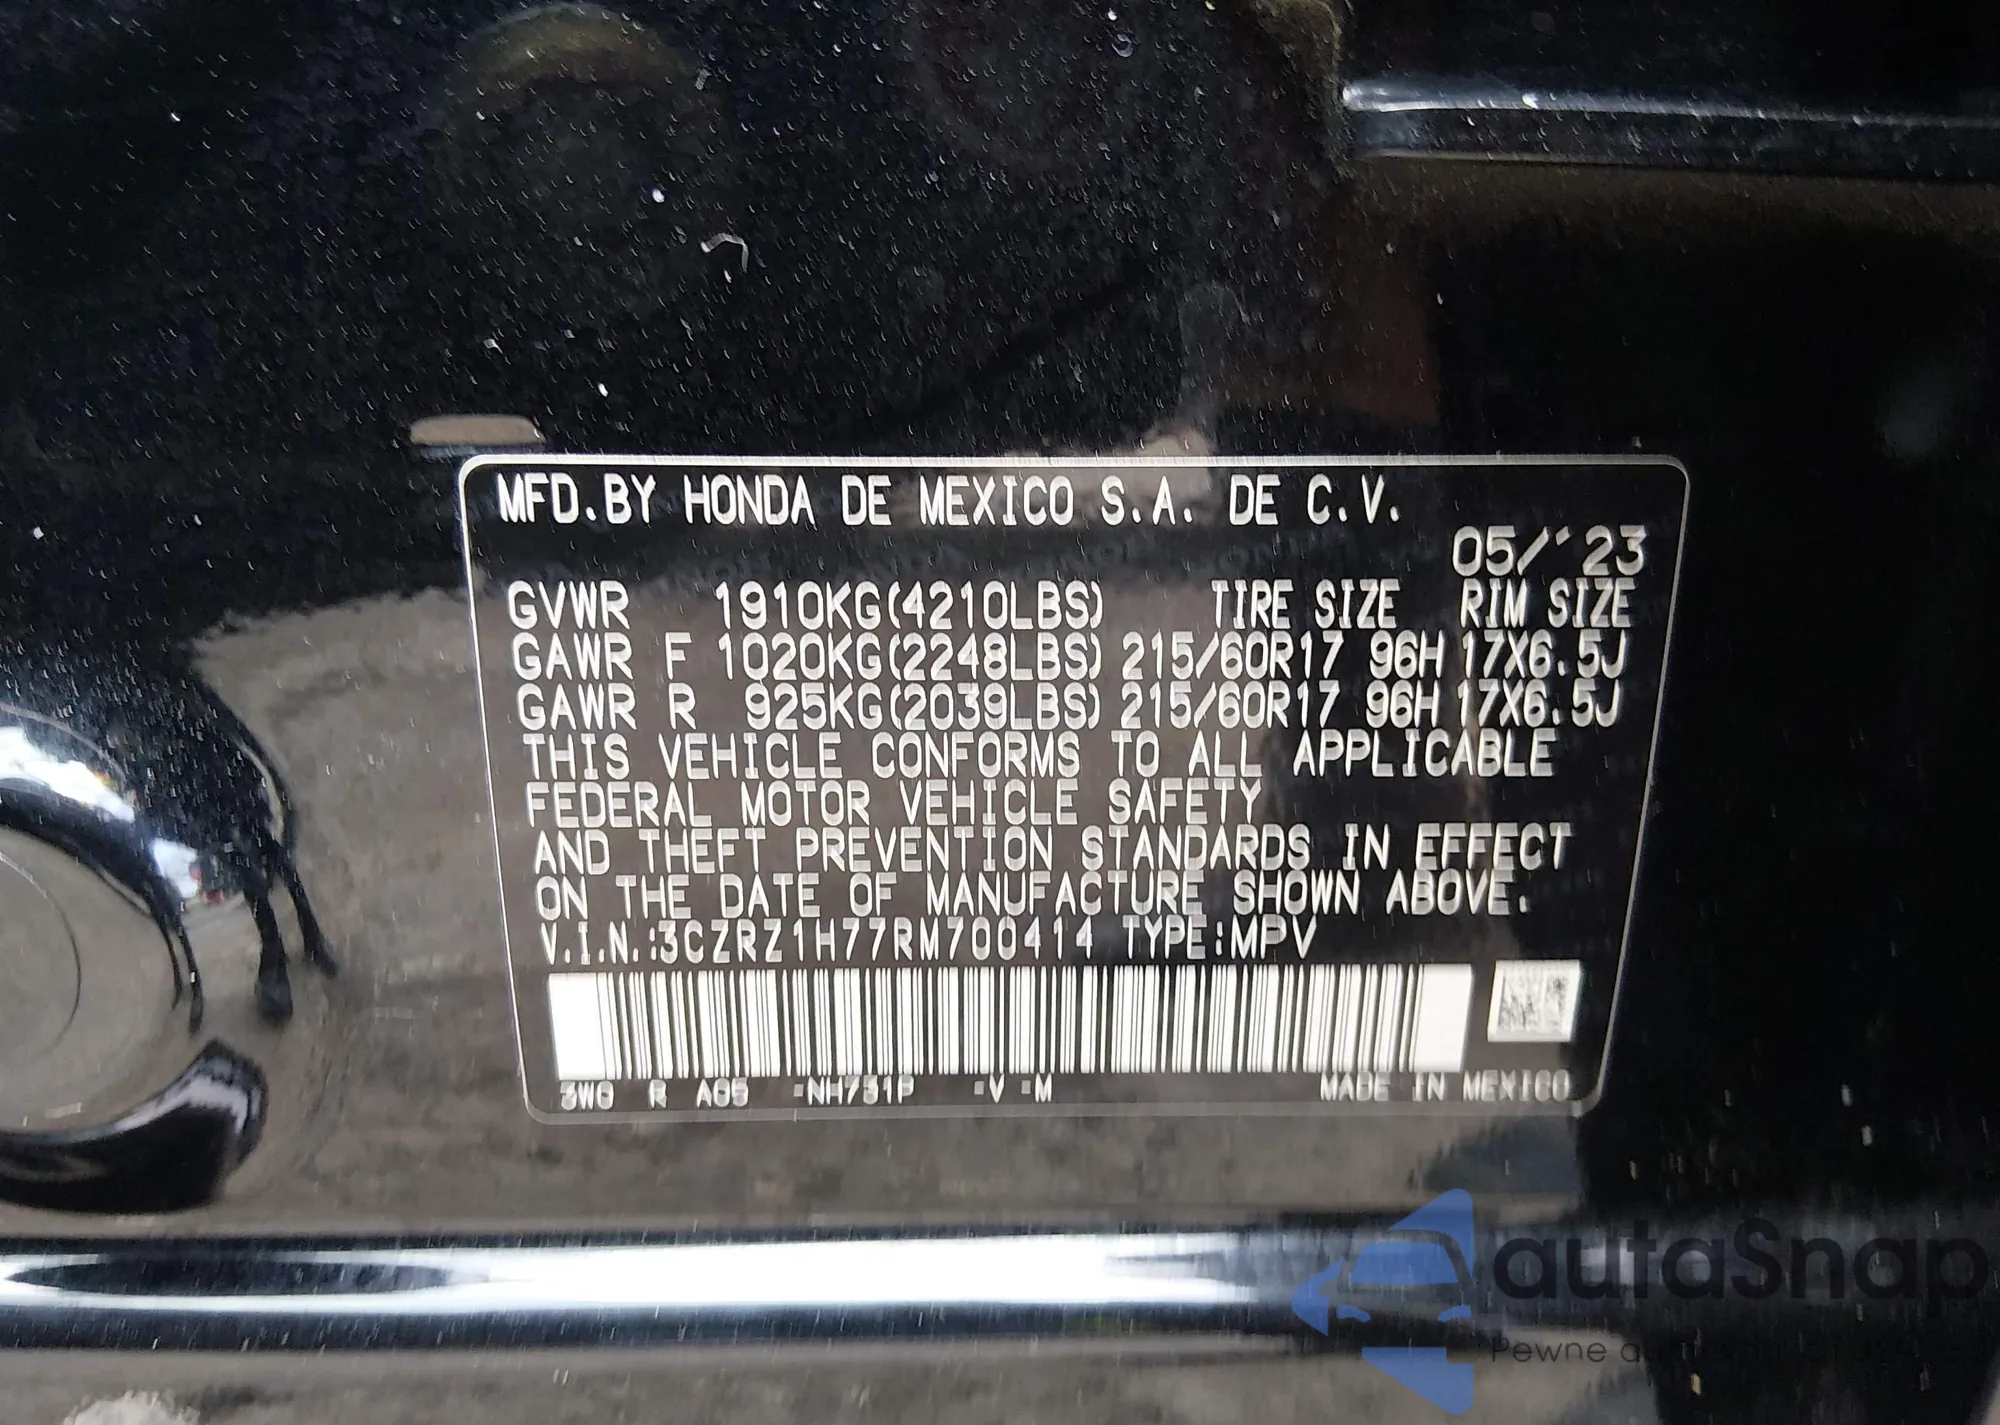 MFD.BY HONDA DE MEXICO S.A. DE C.V.
05/'23
GVWR 1910KG(4210LBS) TIRE SIZE RIM SIZE
GAWR F 1020KG(2248LBS) 215/60R17 96H 17X6.5J
GAWR R 925KG(2039LBS) 215/60R17 96H 17X6.5J
THIS VEHICLE CONFORMS TO ALL APPLICABLE
FEDERAL MOTOR VEHICLE SAFETY
AND THEFT PREVENTION STANDARDS IN EFFECT
ON THE DATE OF MANUFACTURE SHOWN ABOVE.
V.I.N.:3CZRZ1H77RM700414 TYPE:MPV
3W0 R A05 -NH731P -V -M MADE IN MEXICO
autaSnap
Pewne